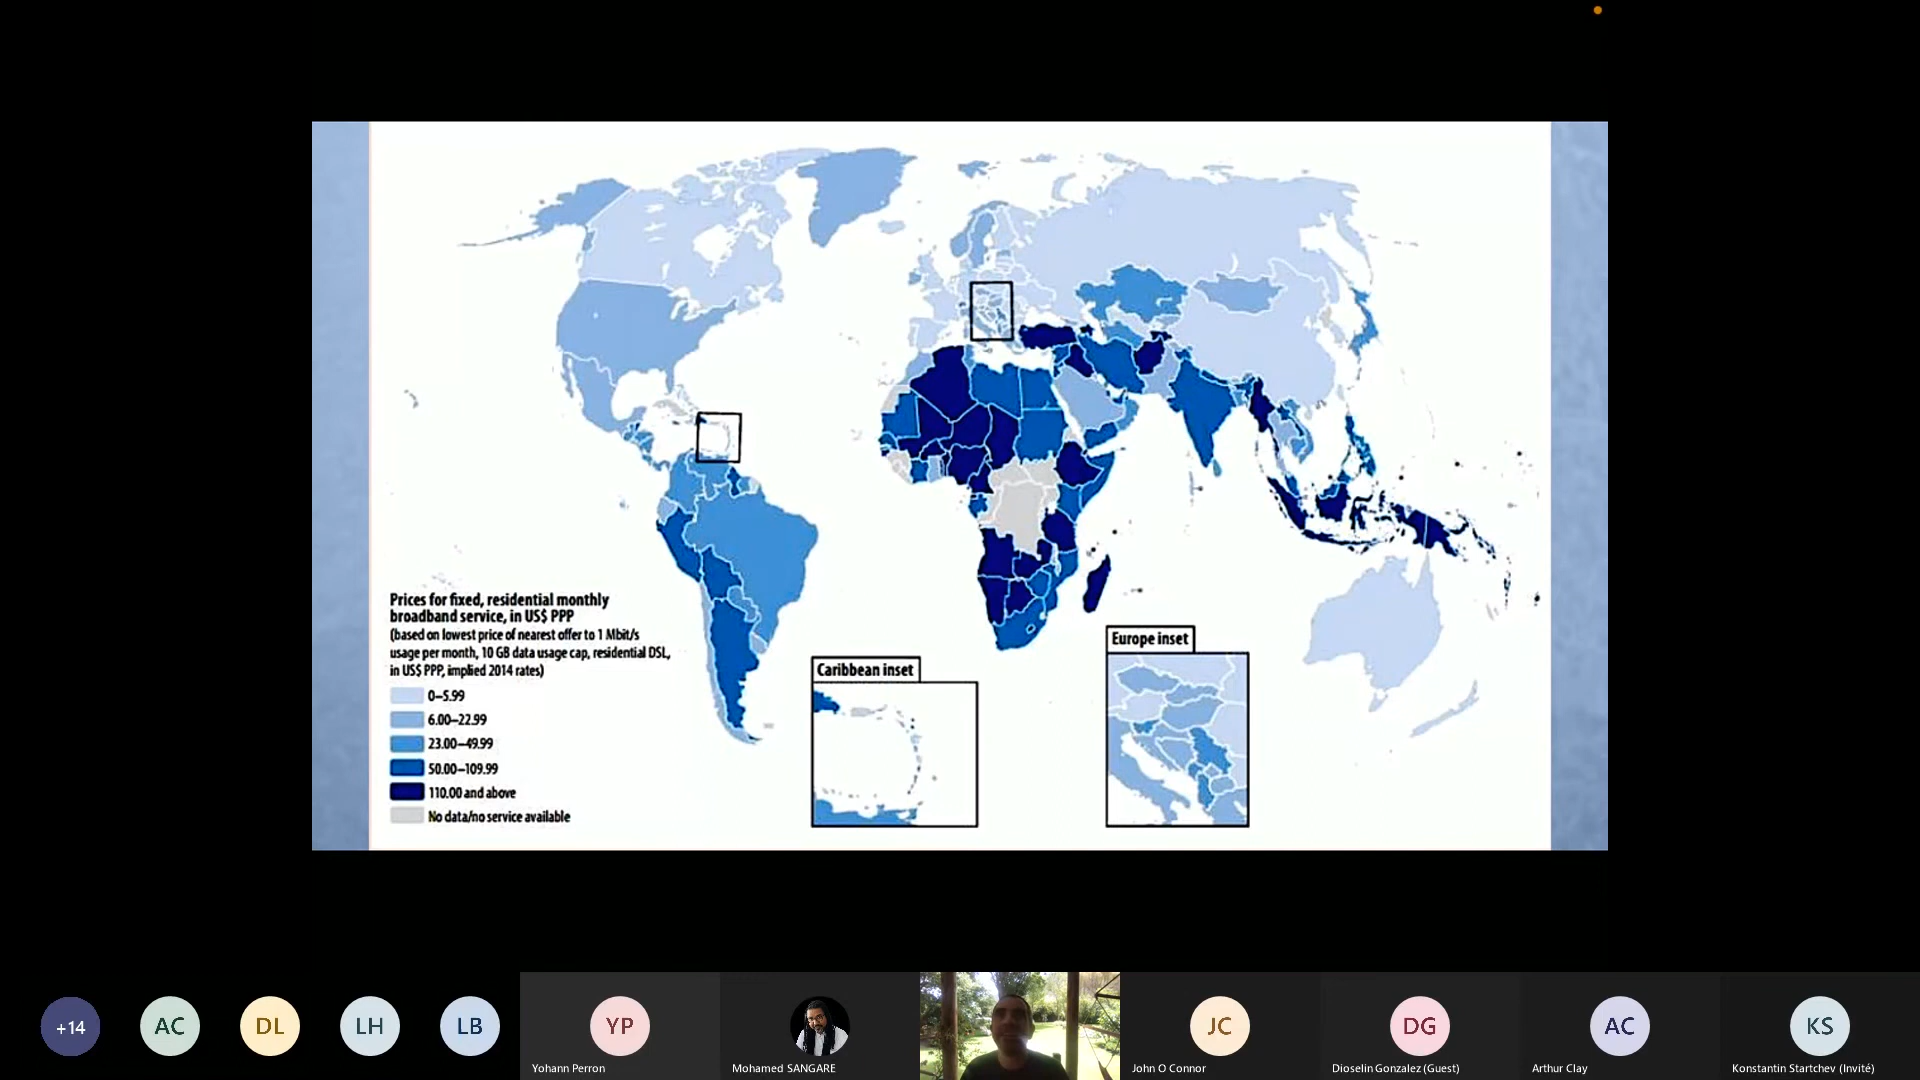 Prices for fixed, residential monthly
broadband service, in US$ PPP
(based on lowest price of nearest offer to 1 Mbit/s
usage per month, 10 GB data usage cap, residential DSL,
in US$ PPP, implied 2014 rates)
0–5.99
6.00–22.99
23.00–49.99
50.00–109.99
110.00 and above
No data/no service available
Caribbean inset
Europe inset
+14
AC
DL
LH
LB
YP
JC
DG
AC
KS
Yohann Perron
Mohamed SANGARE
John O Connor
Dioselin Gonzalez (Guest)
Arthur Clay
Konstantin Startchev (Invité)